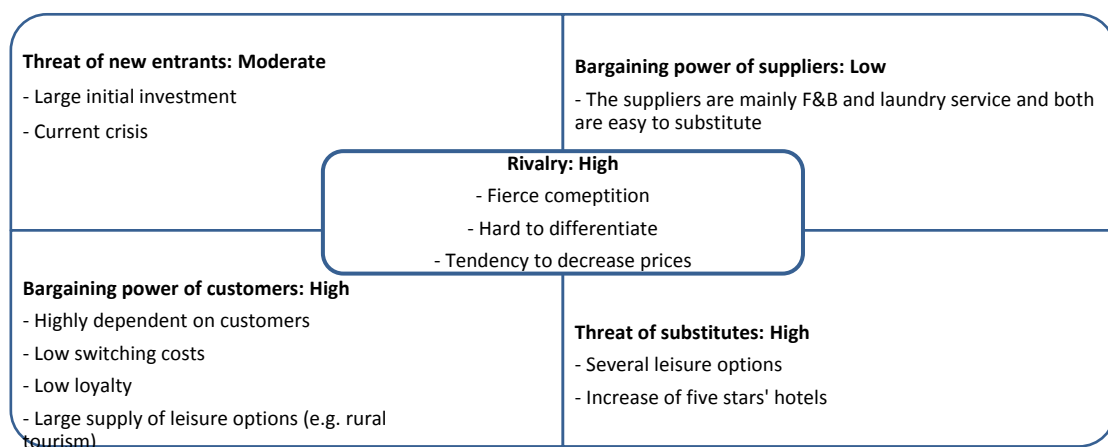 Threat of new entrants: Moderate
- Large initial investment
- Current crisis
Bargaining power of suppliers: Low
- The suppliers are mainly F&B and laundry service and both
are easy to substitute
Rivalry: High
- Fierce comeptition
- Hard to differentiate
- Tendency to decrease prices
Bargaining power of customers: High
- Highly dependent on customers
- Low switching costs
- Low loyalty
- Large supply of leisure options (e.g. rural
tourism)
Threat of substitutes: High
- Several leisure options
- Increase of five stars' hotels